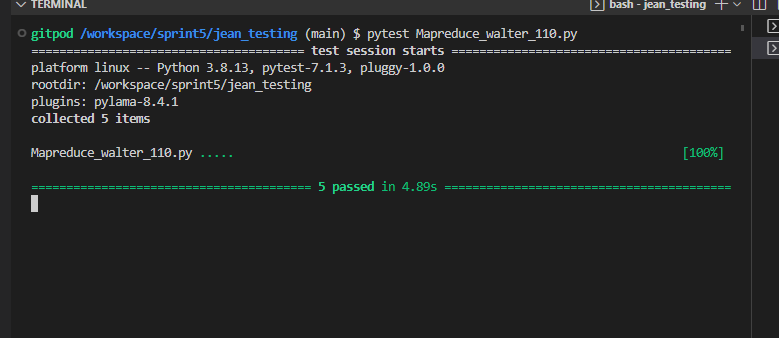 TERMINAL
bash - jean_testing
gitpod /workspace/sprint5/jean_testing (main) $ pytest Mapreduce_walter_110.py
======================================= test session starts ========================================
platform linux -- Python 3.8.13, pytest-7.1.3, pluggy-1.0.0
rootdir: /workspace/sprint5/jean_testing
plugins: pylama-8.4.1
collected 5 items
Mapreduce_walter_110.py ..... [100%]
======================================== 5 passed in 4.89s =========================================